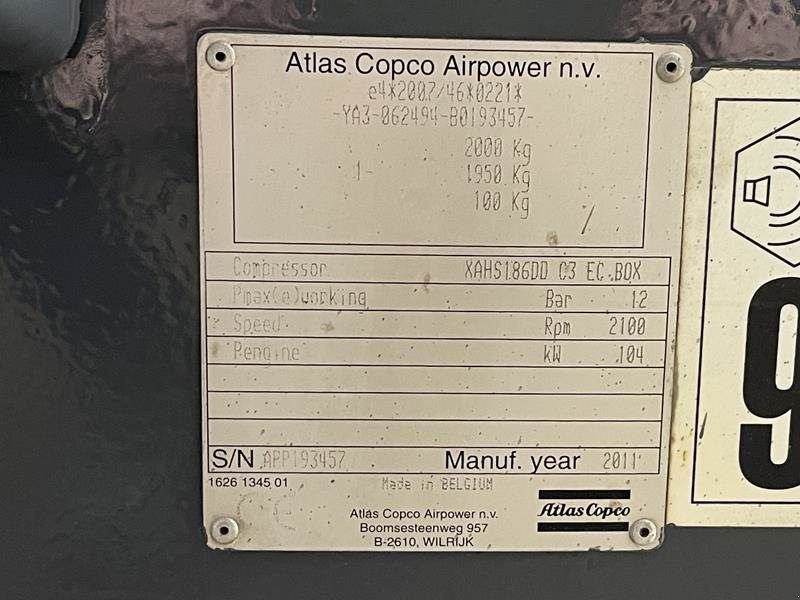 Atlas Copco Airpower n.v.
e4*2007/46*0221*
-YA3-062494-B0193457-
2000 Kg
1- 1950 Kg
100 Kg
Compressor XAHS186DD C3 EC BOX
Pmax(e)working Bar 12
Speed Rpm 2100
Pengine kW 104
S/N APP193457 Manuf. year 2011
1626 1345 01 Made in BELGIUM
CE
Atlas Copco Airpower n.v.
Boomsesteenweg 957
B-2610, WILRIJK
Atlas Copco
9